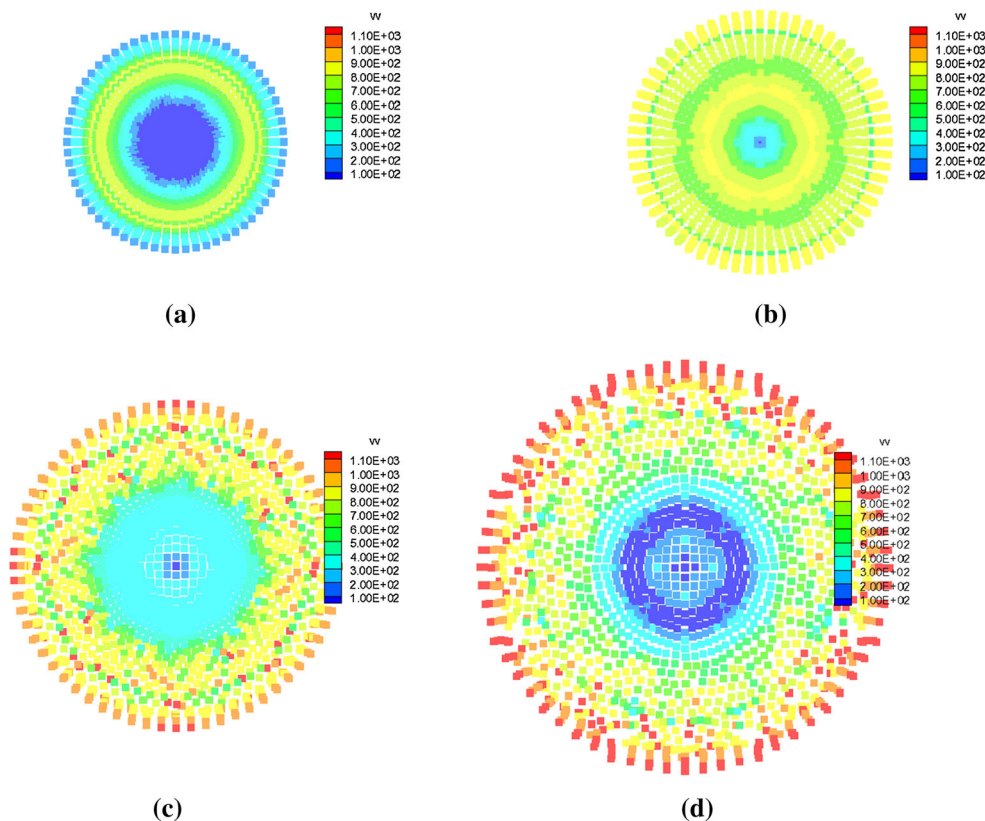 vv
1.10E+03
1.00E+03
9.00E+02
8.00E+02
7.00E+02
6.00E+02
5.00E+02
4.00E+02
3.00E+02
2.00E+02
1.00E+02
(a)
vv
1.10E+03
1.00E+03
9.00E+02
8.00E+02
7.00E+02
6.00E+02
5.00E+02
4.00E+02
3.00E+02
2.00E+02
1.00E+02
(b)
vv
1.10E+03
1.00E+03
9.00E+02
8.00E+02
7.00E+02
6.00E+02
5.00E+02
4.00E+02
3.00E+02
2.00E+02
1.00E+02
(c)
vv
1.10E+03
1.00E+03
9.00E+02
8.00E+02
7.00E+02
6.00E+02
5.00E+02
4.00E+02
3.00E+02
2.00E+02
1.00E+02
(d)